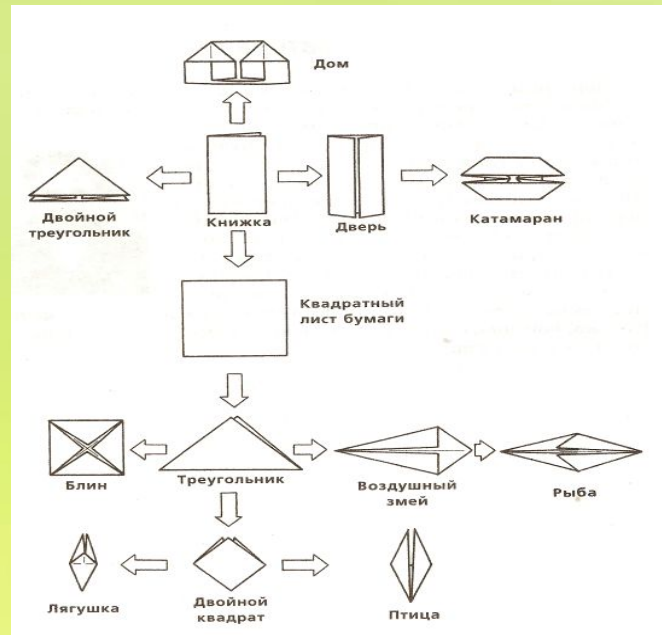 Дом
Двойной
треугольник
Книжка
Дверь
Катамаран
Квадратный
лист бумаги
Блин
Треугольник
Воздушный
змей
Рыба
Лягушка
Двойной
квадрат
Птица